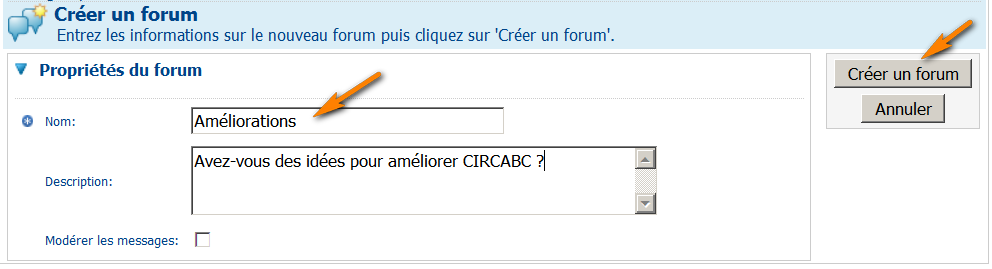 Créer un forum
Entrez les informations sur le nouveau forum puis cliquez sur 'Créer un forum'.
Propriétés du forum
Nom:
Améliorations
Description:
Avez-vous des idées pour améliorer CIRCABC ?
Modérer les messages:
Créer un forum
Annuler